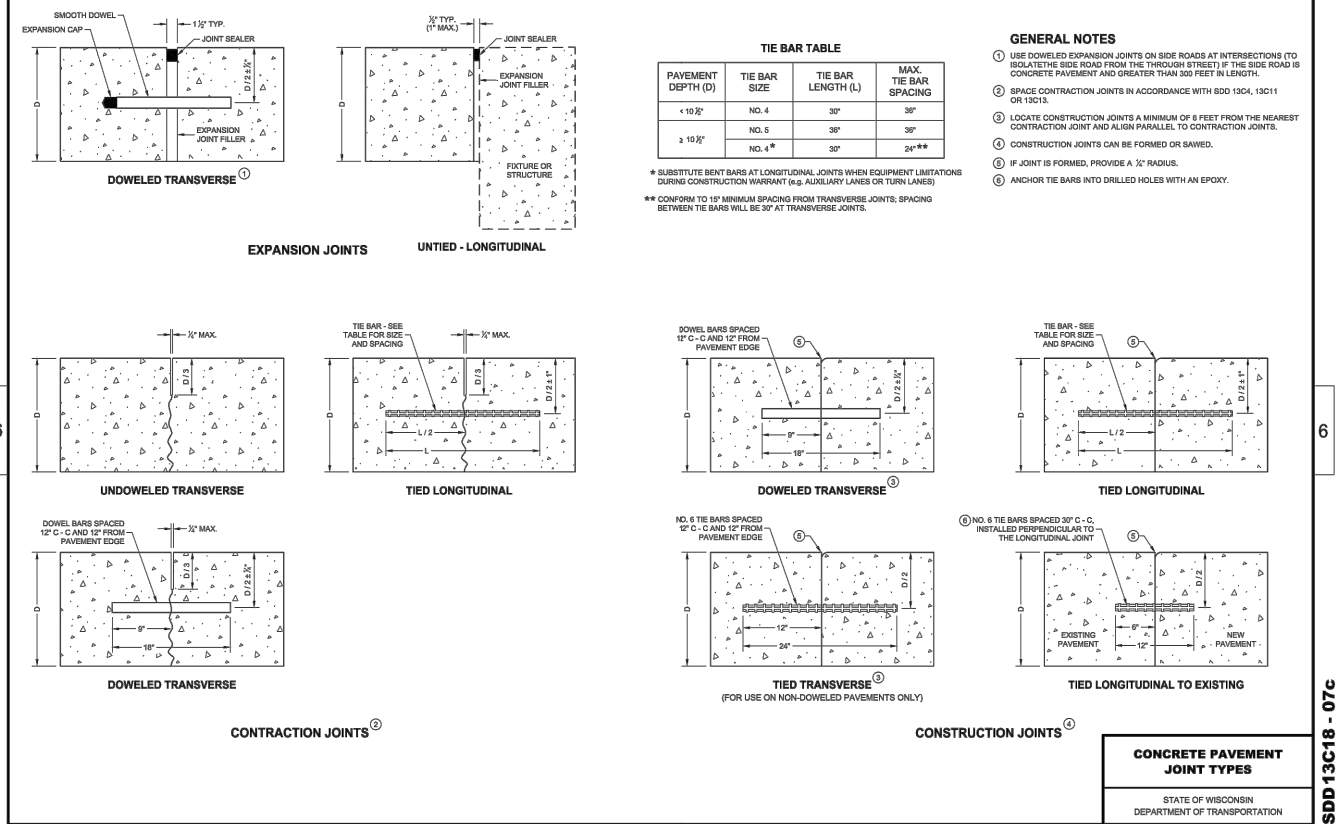 SMOOTH DOWEL
EXPANSION CAP
1 ½" TYP.
JOINT SEALER
D
D / 2 ± ½"
EXPANSION
JOINT FILLER
DOWELED TRANSVERSE ①
½" TYP.
(1" MAX.)
JOINT SEALER
D
EXPANSION
JOINT FILLER
FIXTURE OR
STRUCTURE
UNTIED - LONGITUDINAL
EXPANSION JOINTS
TIE BAR TABLE
PAVEMENT DEPTH (D) TIE BAR SIZE TIE BAR LENGTH (L) MAX. TIE BAR SPACING
< 10 ½" NO. 4 30" 36"
≥ 10 ½" NO. 5 36" 36"
NO. 4 * 30" 24" **
* SUBSTITUTE BENT BARS AT LONGITUDINAL JOINTS WHEN EQUIPMENT LIMITATIONS
DURING CONSTRUCTION WARRANT (e.g. AUXILIARY LANES OR TURN LANES)
** CONFORM TO 15" MINIMUM SPACING FROM TRANSVERSE JOINTS; SPACING
BETWEEN TIE BARS WILL BE 30" AT TRANSVERSE JOINTS.
GENERAL NOTES
① USE DOWELED EXPANSION JOINTS ON SIDE ROADS AT INTERSECTIONS (TO
ISOLATETHE SIDE ROAD FROM THE THROUGH STREET) IF THE SIDE ROAD IS
CONCRETE PAVEMENT AND GREATER THAN 300 FEET IN LENGTH.
② SPACE CONTRACTION JOINTS IN ACCORDANCE WITH SDD 13C4, 13C11
OR 13C13.
③ LOCATE CONSTRUCTION JOINTS A MINIMUM OF 6 FEET FROM THE NEAREST
CONTRACTION JOINT AND ALIGN PARALLEL TO CONTRACTION JOINTS.
④ CONSTRUCTION JOINTS CAN BE FORMED OR SAWED.
⑤ IF JOINT IS FORMED, PROVIDE A ¼" RADIUS.
⑥ ANCHOR TIE BARS INTO DRILLED HOLES WITH AN EPOXY.
¼" MAX.
D
D / 3
UNDOWELED TRANSVERSE
TIE BAR - SEE
TABLE FOR SIZE
AND SPACING
¼" MAX.
D
D / 3
D / 2 ± 1"
L / 2
L
TIED LONGITUDINAL
DOWEL BARS SPACED
12" C - C AND 12" FROM
PAVEMENT EDGE
⑤
D
D / 2 ± ½"
9"
18"
DOWELED TRANSVERSE ③
TIE BAR - SEE
TABLE FOR SIZE
AND SPACING
⑤
D
D / 2 ± 1"
L / 2
L
TIED LONGITUDINAL
6
DOWEL BARS SPACED
12" C - C AND 12" FROM
PAVEMENT EDGE
¼" MAX.
D
D / 3
D / 2 ± ½"
9"
18"
DOWELED TRANSVERSE
CONTRACTION JOINTS ②
NO. 6 TIE BARS SPACED
12" C - C AND 12" FROM
PAVEMENT EDGE
⑤
D
D / 2
12"
24"
TIED TRANSVERSE ③
(FOR USE ON NON-DOWELED PAVEMENTS ONLY)
⑥ NO. 6 TIE BARS SPACED 30" C - C,
INSTALLED PERPENDICULAR TO
THE LONGITUDINAL JOINT
⑤
D
D / 2
EXISTING
PAVEMENT
6"
12"
NEW
PAVEMENT
TIED LONGITUDINAL TO EXISTING
CONSTRUCTION JOINTS ④
CONCRETE PAVEMENT
JOINT TYPES
STATE OF WISCONSIN
DEPARTMENT OF TRANSPORTATION
SDD 13C18 - 07c